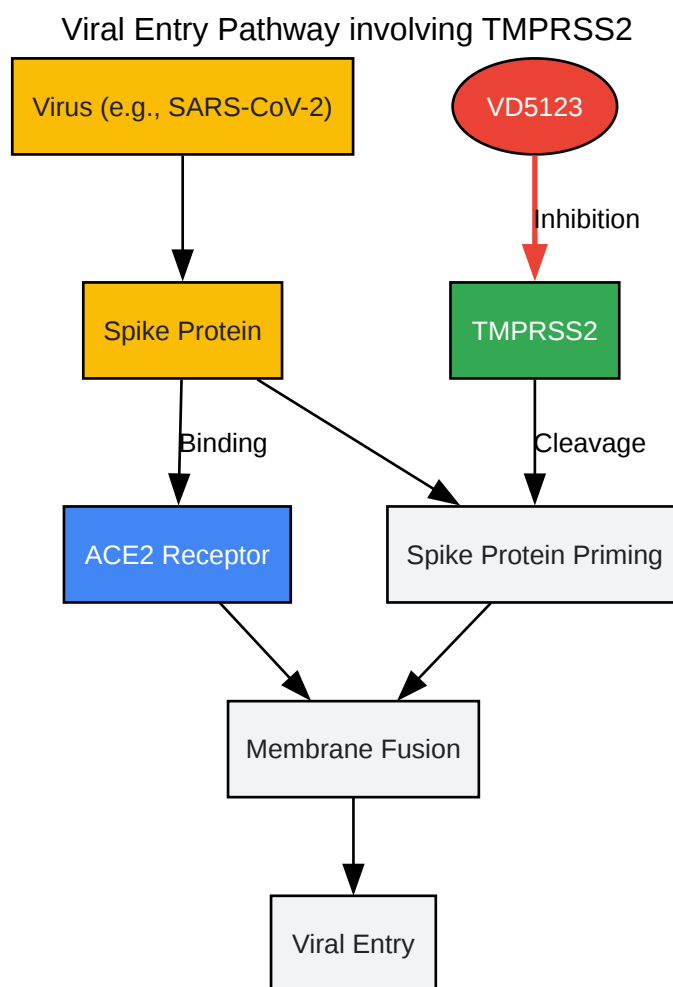 Viral Entry Pathway involving TMPRSS2
Virus (e.g., SARS-CoV-2)
VD5123
Inhibition
Spike Protein
TMPRSS2
Binding
Cleavage
ACE2 Receptor
Spike Protein Priming
Membrane Fusion
Viral Entry